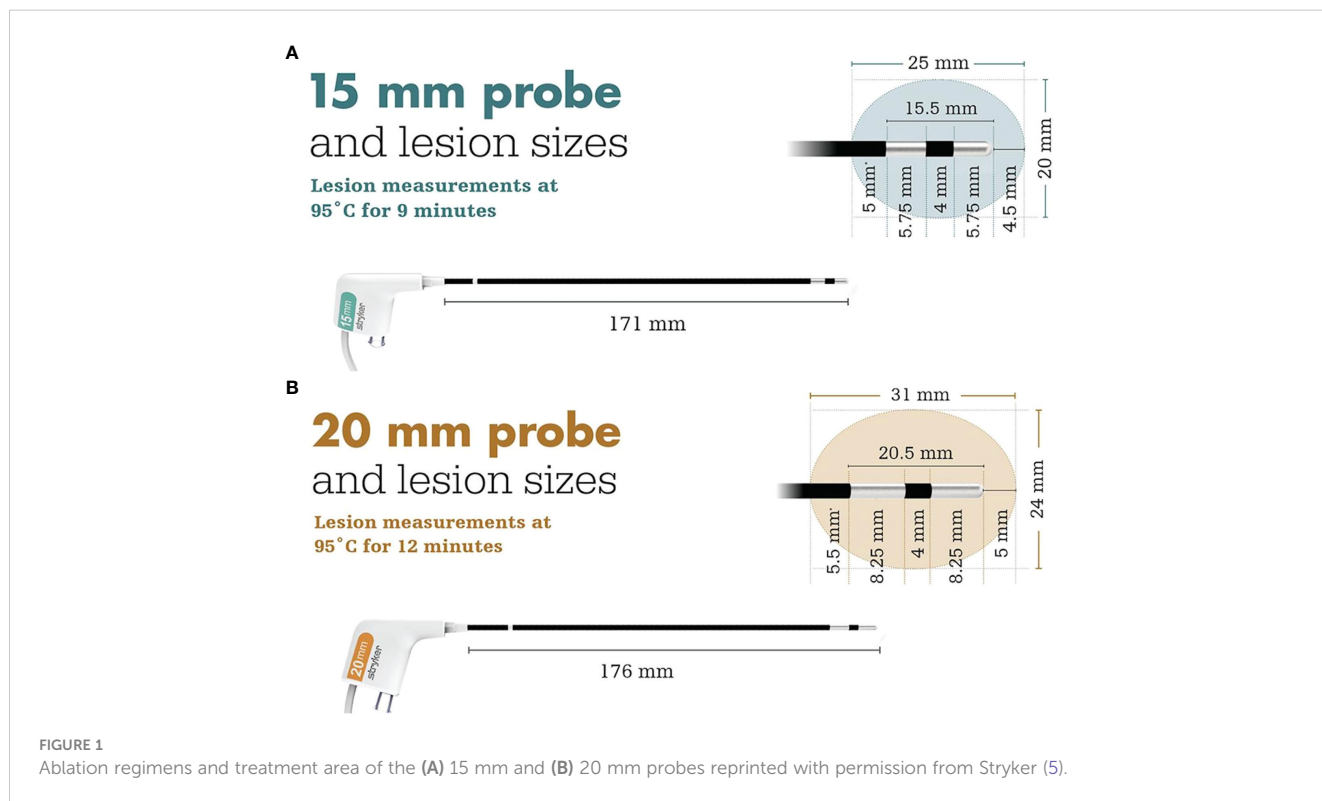 A
15 mm probe
and lesion sizes
Lesion measurements at
95°C for 9 minutes
25 mm
15.5 mm
20 mm
5 mm*
5.75 mm
4 mm
5.75 mm
4.5 mm
15mm
stryker
171 mm
B
20 mm probe
and lesion sizes
Lesion measurements at
95°C for 12 minutes
31 mm
20.5 mm
24 mm
5.5 mm*
8.25 mm
4 mm
8.25 mm
5 mm
20mm
stryker
176 mm
FIGURE 1
Ablation regimens and treatment area of the (A) 15 mm and (B) 20 mm probes reprinted with permission from Stryker (5).